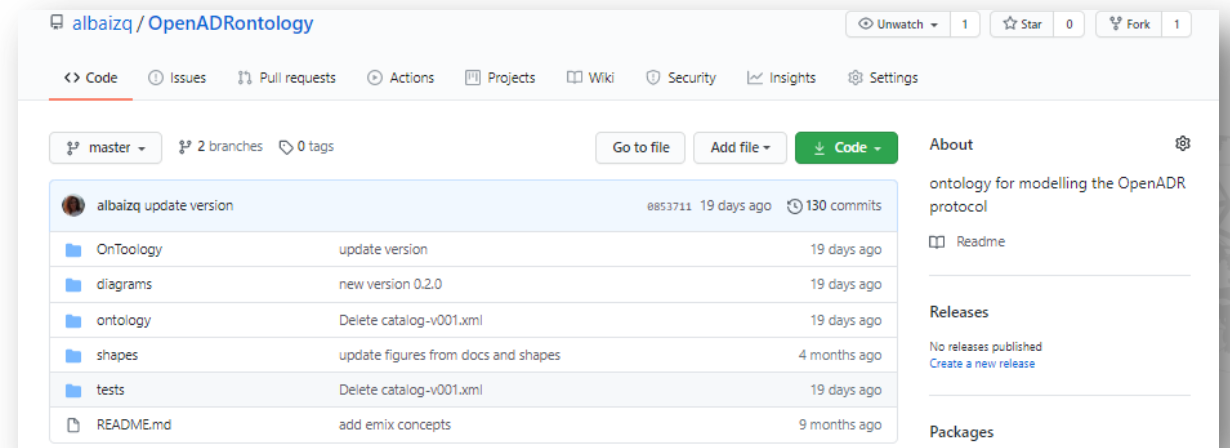 albaizq / OpenADRontology
Unwatch 1 Star 0 Fork 1
Code Issues Pull requests Actions Projects Wiki Security Insights Settings
master 2 branches 0 tags Go to file Add file Code
albaizq update version 0853711 19 days ago 130 commits
OnToology update version 19 days ago
diagrams new version 0.2.0 19 days ago
ontology Delete catalog-v001.xml 19 days ago
shapes update figures from docs and shapes 4 months ago
tests Delete catalog-v001.xml 19 days ago
README.md add emix concepts 9 months ago
About
ontology for modelling the OpenADR
protocol
Readme
Releases
No releases published
Create a new release
Packages